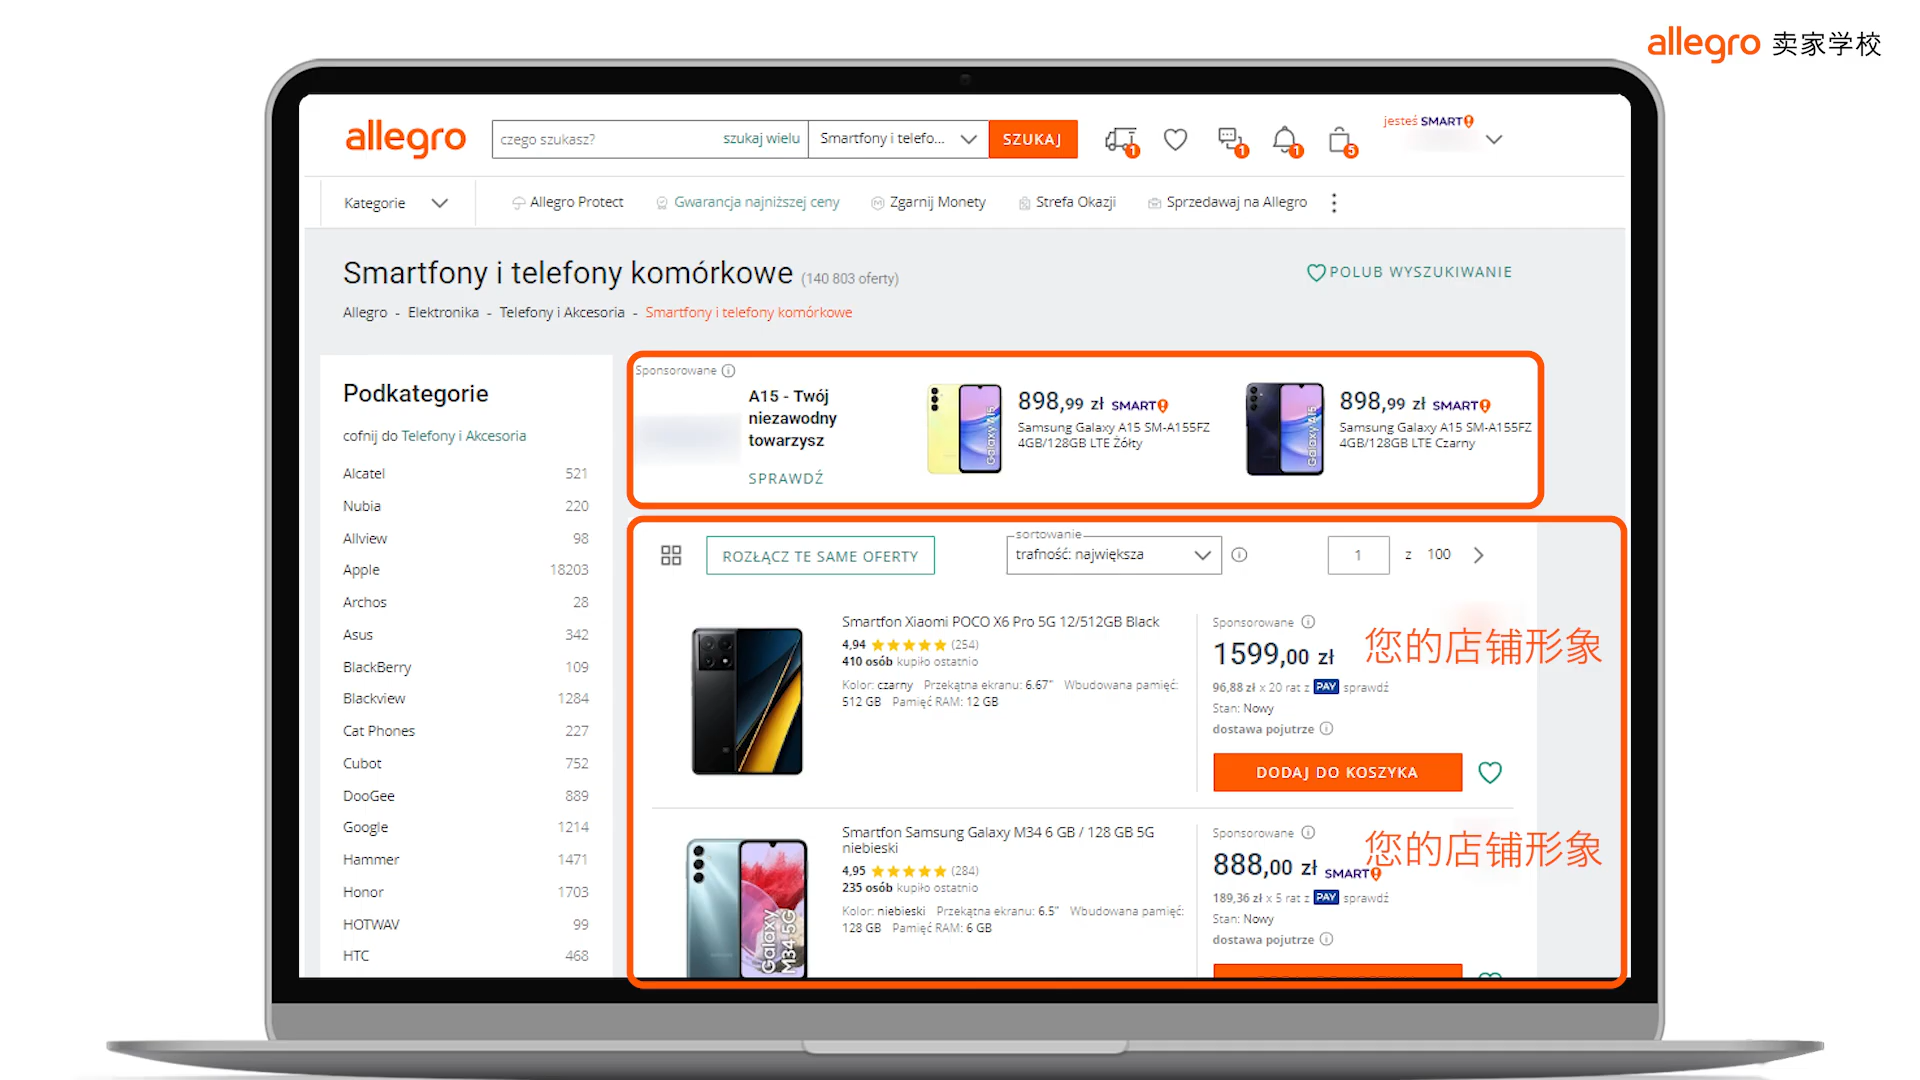 allegro 卖家学校
allegro
czego szukasz?
szukaj wielu
Smartfony i telefo...
SZUKAJ
1
1
1
5
jesteś SMART!
Kategorie
Allegro Protect
Gwarancja najniższej ceny
Zgarnij Monety
Strefa Okazji
Sprzedawaj na Allegro
Smartfony i telefony komórkowe (140 803 oferty)
POLUB WYSZUKIWANIE
Allegro - Elektronika - Telefony i Akcesoria - Smartfony i telefony komórkowe
Podkategorie
cofnij do Telefony i Akcesoria
Alcatel 521
Nubia 220
Allview 98
Apple 18203
Archos 28
Asus 342
BlackBerry 109
Blackview 1284
Cat Phones 227
Cubot 752
DooGee 889
Google 1214
Hammer 1471
Honor 1703
HOTWAV 99
HTC 468
Sponsorowane
A15 - Twój
niezawodny
towarzysz
SPRAWDŹ
Galaxy A15
898,99 zł SMART!
Samsung Galaxy A15 SM-A155FZ
4GB/128GB LTE Żółty
Galaxy A15
898,99 zł SMART!
Samsung Galaxy A15 SM-A155FZ
4GB/128GB LTE Czarny
ROZŁĄCZ TE SAME OFERTY
sortowanie
trafność: największa
1 z 100
Smartfon Xiaomi POCO X6 Pro 5G 12/512GB Black
4,94 (254)
410 osób kupiło ostatnio
Kolor: czarny Przekątna ekranu: 6.67" Wbudowana pamięć:
512 GB Pamięć RAM: 12 GB
Sponsorowane
1599,00 zł
您的店铺形象
96,88 zł x 20 rat z PAY sprawdź
Stan: Nowy
dostawa pojutrze
DODAJ DO KOSZYKA
Smartfon Samsung Galaxy M34 6 GB / 128 GB 5G
niebieski
4,95 (284)
235 osób kupiło ostatnio
Kolor: niebieski Przekątna ekranu: 6.5" Wbudowana pamięć:
128 GB Pamięć RAM: 6 GB
Galaxy
M34 5G
Sponsorowane
888,00 zł SMART!
您的店铺形象
189,36 zł x 5 rat z PAY sprawdź
Stan: Nowy
dostawa pojutrze